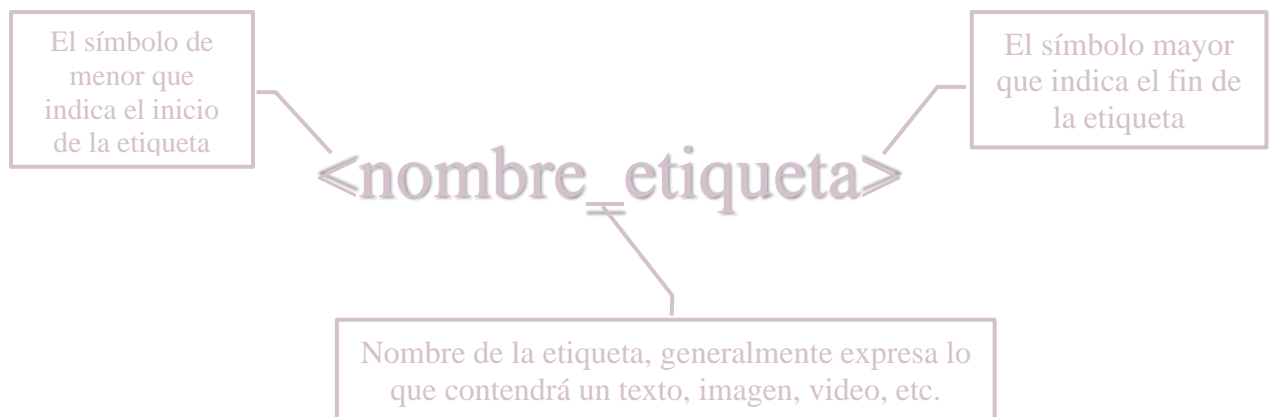 El símbolo de
menor que
indica el inicio
de la etiqueta
El símbolo mayor
que indica el fin de
la etiqueta
<nombre_etiqueta>
Nombre de la etiqueta, generalmente expresa lo
que contendrá un texto, imagen, video, etc.